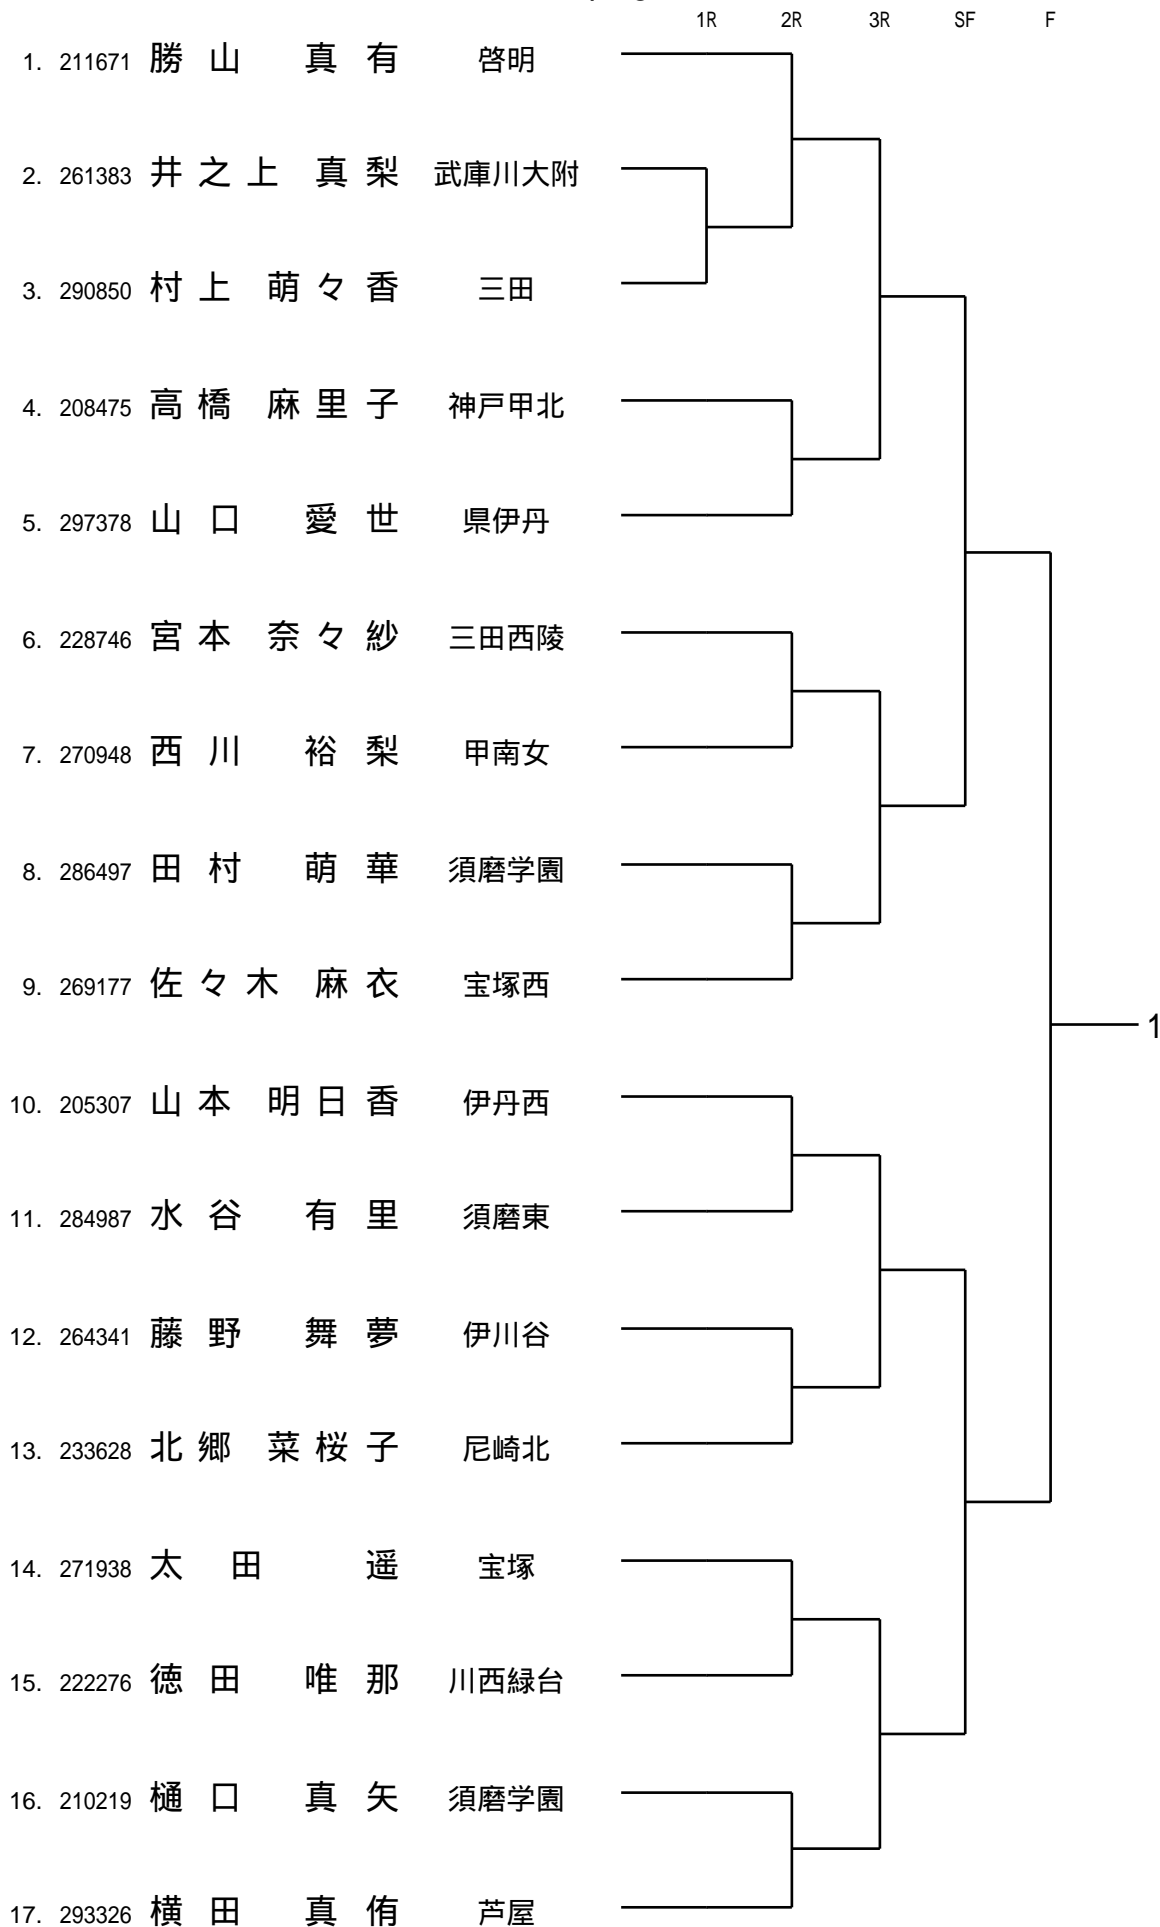 1R 2R 3R SF F
1. 211671 勝山 真有 啓明
2. 261383 井之上 真梨 武庫川大附
3. 290850 村上 萌々香 三田
4. 208475 高橋 麻里子 神戸甲北
5. 297378 山口 愛世 県伊丹
6. 228746 宮本 奈々紗 三田西陵
7. 270948 西川 裕梨 甲南女
8. 286497 田村 萌華 須磨学園
9. 269177 佐々木 麻衣 宝塚西
1
10. 205307 山本 明日香 伊丹西
11. 284987 水谷 有里 須磨東
12. 264341 藤野 舞夢 伊川谷
13. 233628 北郷 菜桜子 尼崎北
14. 271938 太田 遥 宝塚
15. 222276 徳田 唯那 川西緑台
16. 210219 樋口 真矢 須磨学園
17. 293326 横田 真侑 芦屋